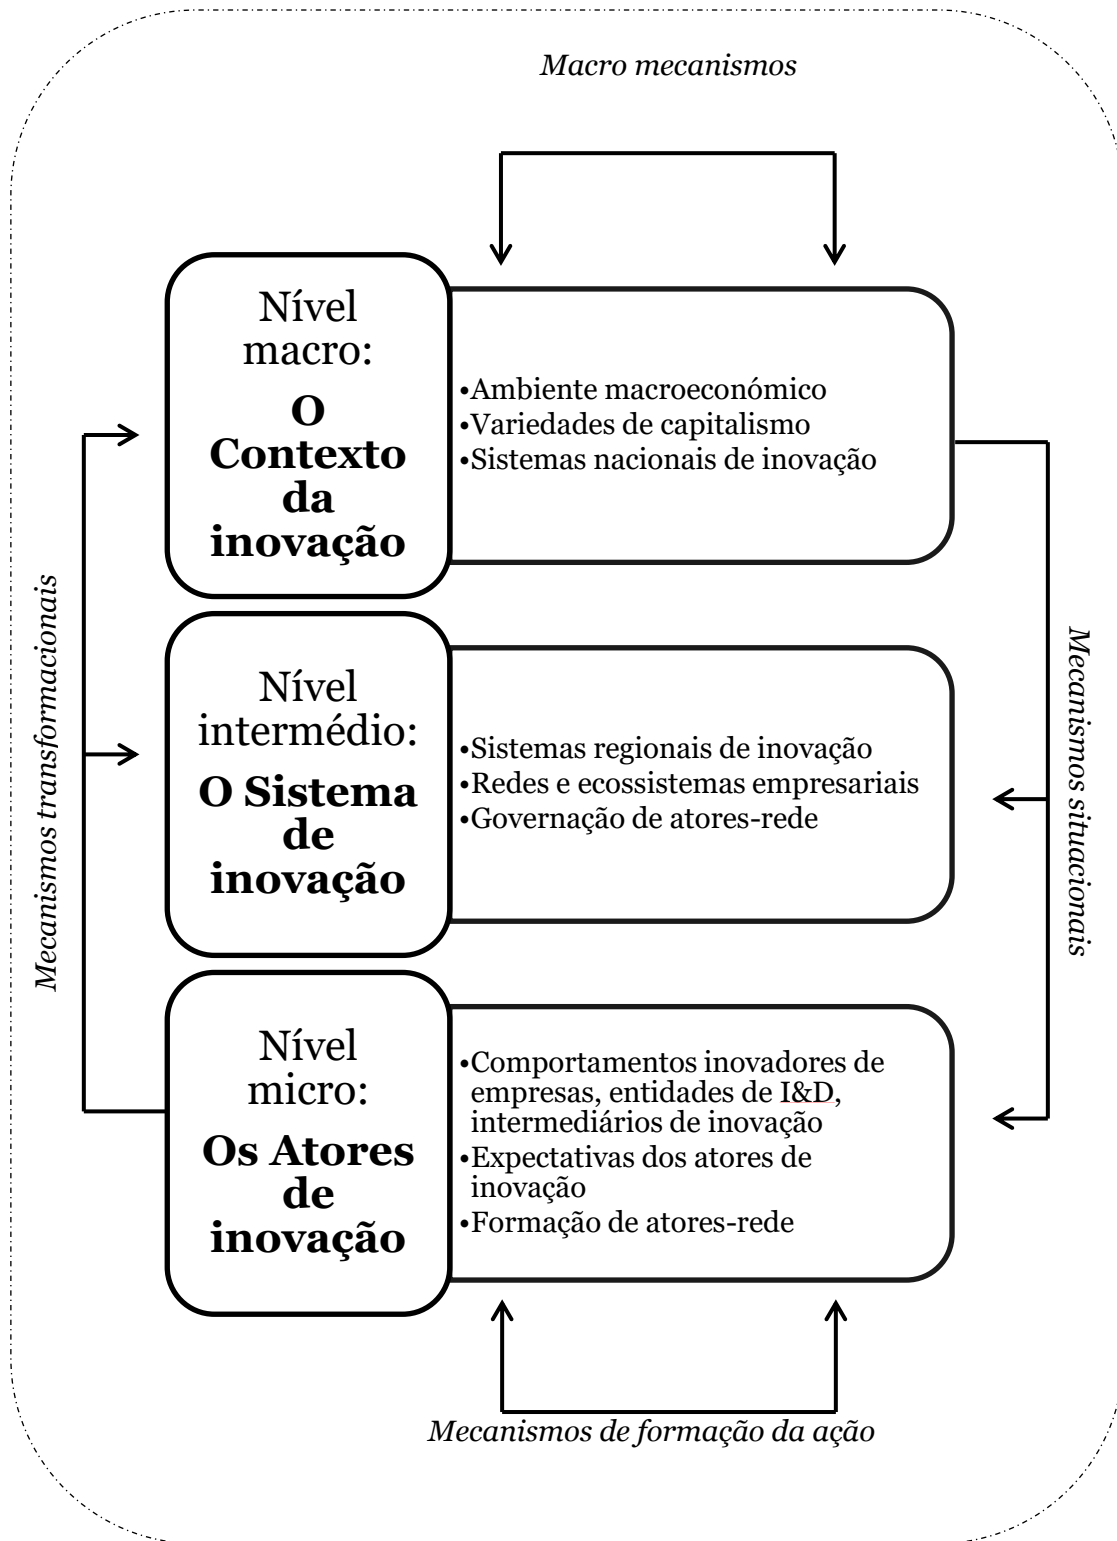 Macro mecanismos
Nível
macro:
O
Contexto
da
inovação
•Ambiente macroeconómico
•Variedades de capitalismo
•Sistemas nacionais de inovação
Mecanismos transformacionais
Nível
intermédio:
O Sistema
de
inovação
•Sistemas regionais de inovação
•Redes e ecossistemas empresariais
•Governação de atores-rede
Mecanismos situacionais
Nível
micro:
Os Atores
de
inovação
•Comportamentos inovadores de
empresas, entidades de I&D,
intermediários de inovação
•Expectativas dos atores de
inovação
•Formação de atores-rede
Mecanismos de formação da ação